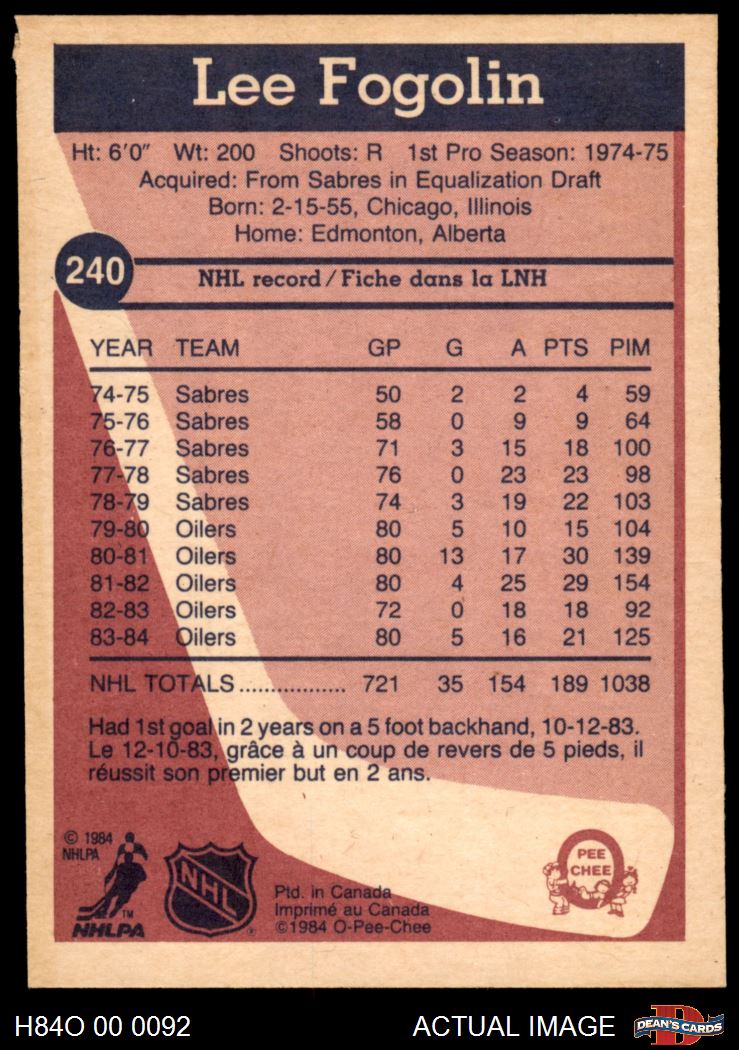 Lee Fogolin
Ht: 6'0" Wt: 200 Shoots: R 1st Pro Season: 1974-75
Acquired: From Sabres in Equalization Draft
Born: 2-15-55, Chicago, Illinois
Home: Edmonton, Alberta
240 NHL record / Fiche dans la LNH
YEAR TEAM GP G A PTS PIM
74-75 Sabres 50 2 2 4 59
75-76 Sabres 58 0 9 9 64
76-77 Sabres 71 3 15 18 100
77-78 Sabres 76 0 23 23 98
78-79 Sabres 74 3 19 22 103
79-80 Oilers 80 5 10 15 104
80-81 Oilers 80 13 17 30 139
81-82 Oilers 80 4 25 29 154
82-83 Oilers 72 0 18 18 92
83-84 Oilers 80 5 16 21 125
NHL TOTALS ................. 721 35 154 189 1038
Had 1st goal in 2 years on a 5 foot backhand, 10-12-83.
Le 12-10-83, grâce à un coup de revers de 5 pieds, il
réussit son premier but en 2 ans.
© 1984
NHLPA
TM
NHLPA
NHL
®
Ptd. in Canada
Imprimé au Canada
©1984 O-Pee-Chee
PEE
CHEE
H84O 00 0092 ACTUAL IMAGE
DEAN'S CARDS